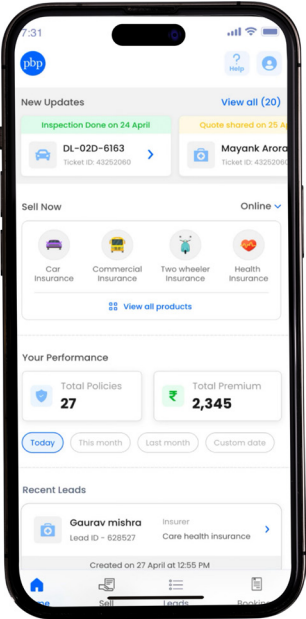 7:31
pbp
?
Help
New Updates
View all (20)
Inspection Done on 24 April
Quote shared on 25 A
DL-02D-6163
Ticket ID: 43252060
Mayank Arora
Ticket ID: 43252060
Sell Now
Online
Car Insurance
Commercial Insurance
Two wheeler Insurance
Health Insurance
View all products
Your Performance
Total Policies
27
₹
Total Premium
2,345
Today
This month
Last month
Custom date
Recent Leads
Gaurav mishra
Lead ID - 628527
Insurer
Care health insurance
Created on 27 April at 12:55 PM
Sell
Leads